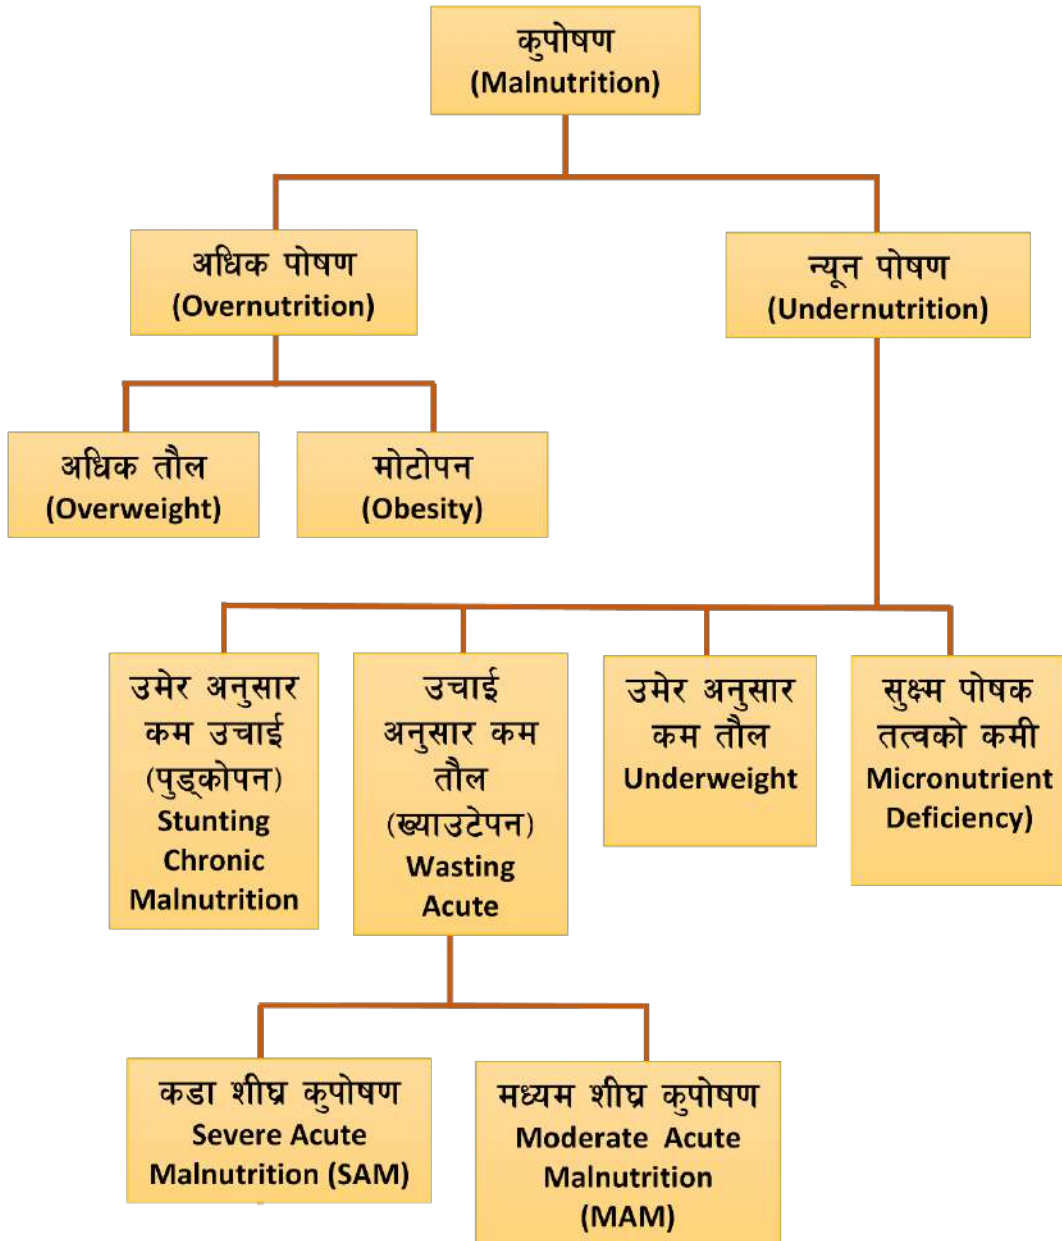 कुपोषण
(Malnutrition)
अधिक पोषण
(Overnutrition)
न्यून पोषण
(Undernutrition)
अधिक तौल
(Overweight)
मोटोपन
(Obesity)
उमेर अनुसार
कम उचाई
(पुड्कोपन)
Stunting
Chronic
Malnutrition
उचाई
अनुसार कम
तौल
(ख्याउटेपन)
Wasting
Acute
उमेर अनुसार
कम तौल
Underweight
सुक्ष्म पोषक
तत्वको कमी
Micronutrient
Deficiency)
कडा शीघ्र कुपोषण
Severe Acute
Malnutrition (SAM)
मध्यम शीघ्र कुपोषण
Moderate Acute
Malnutrition
(MAM)